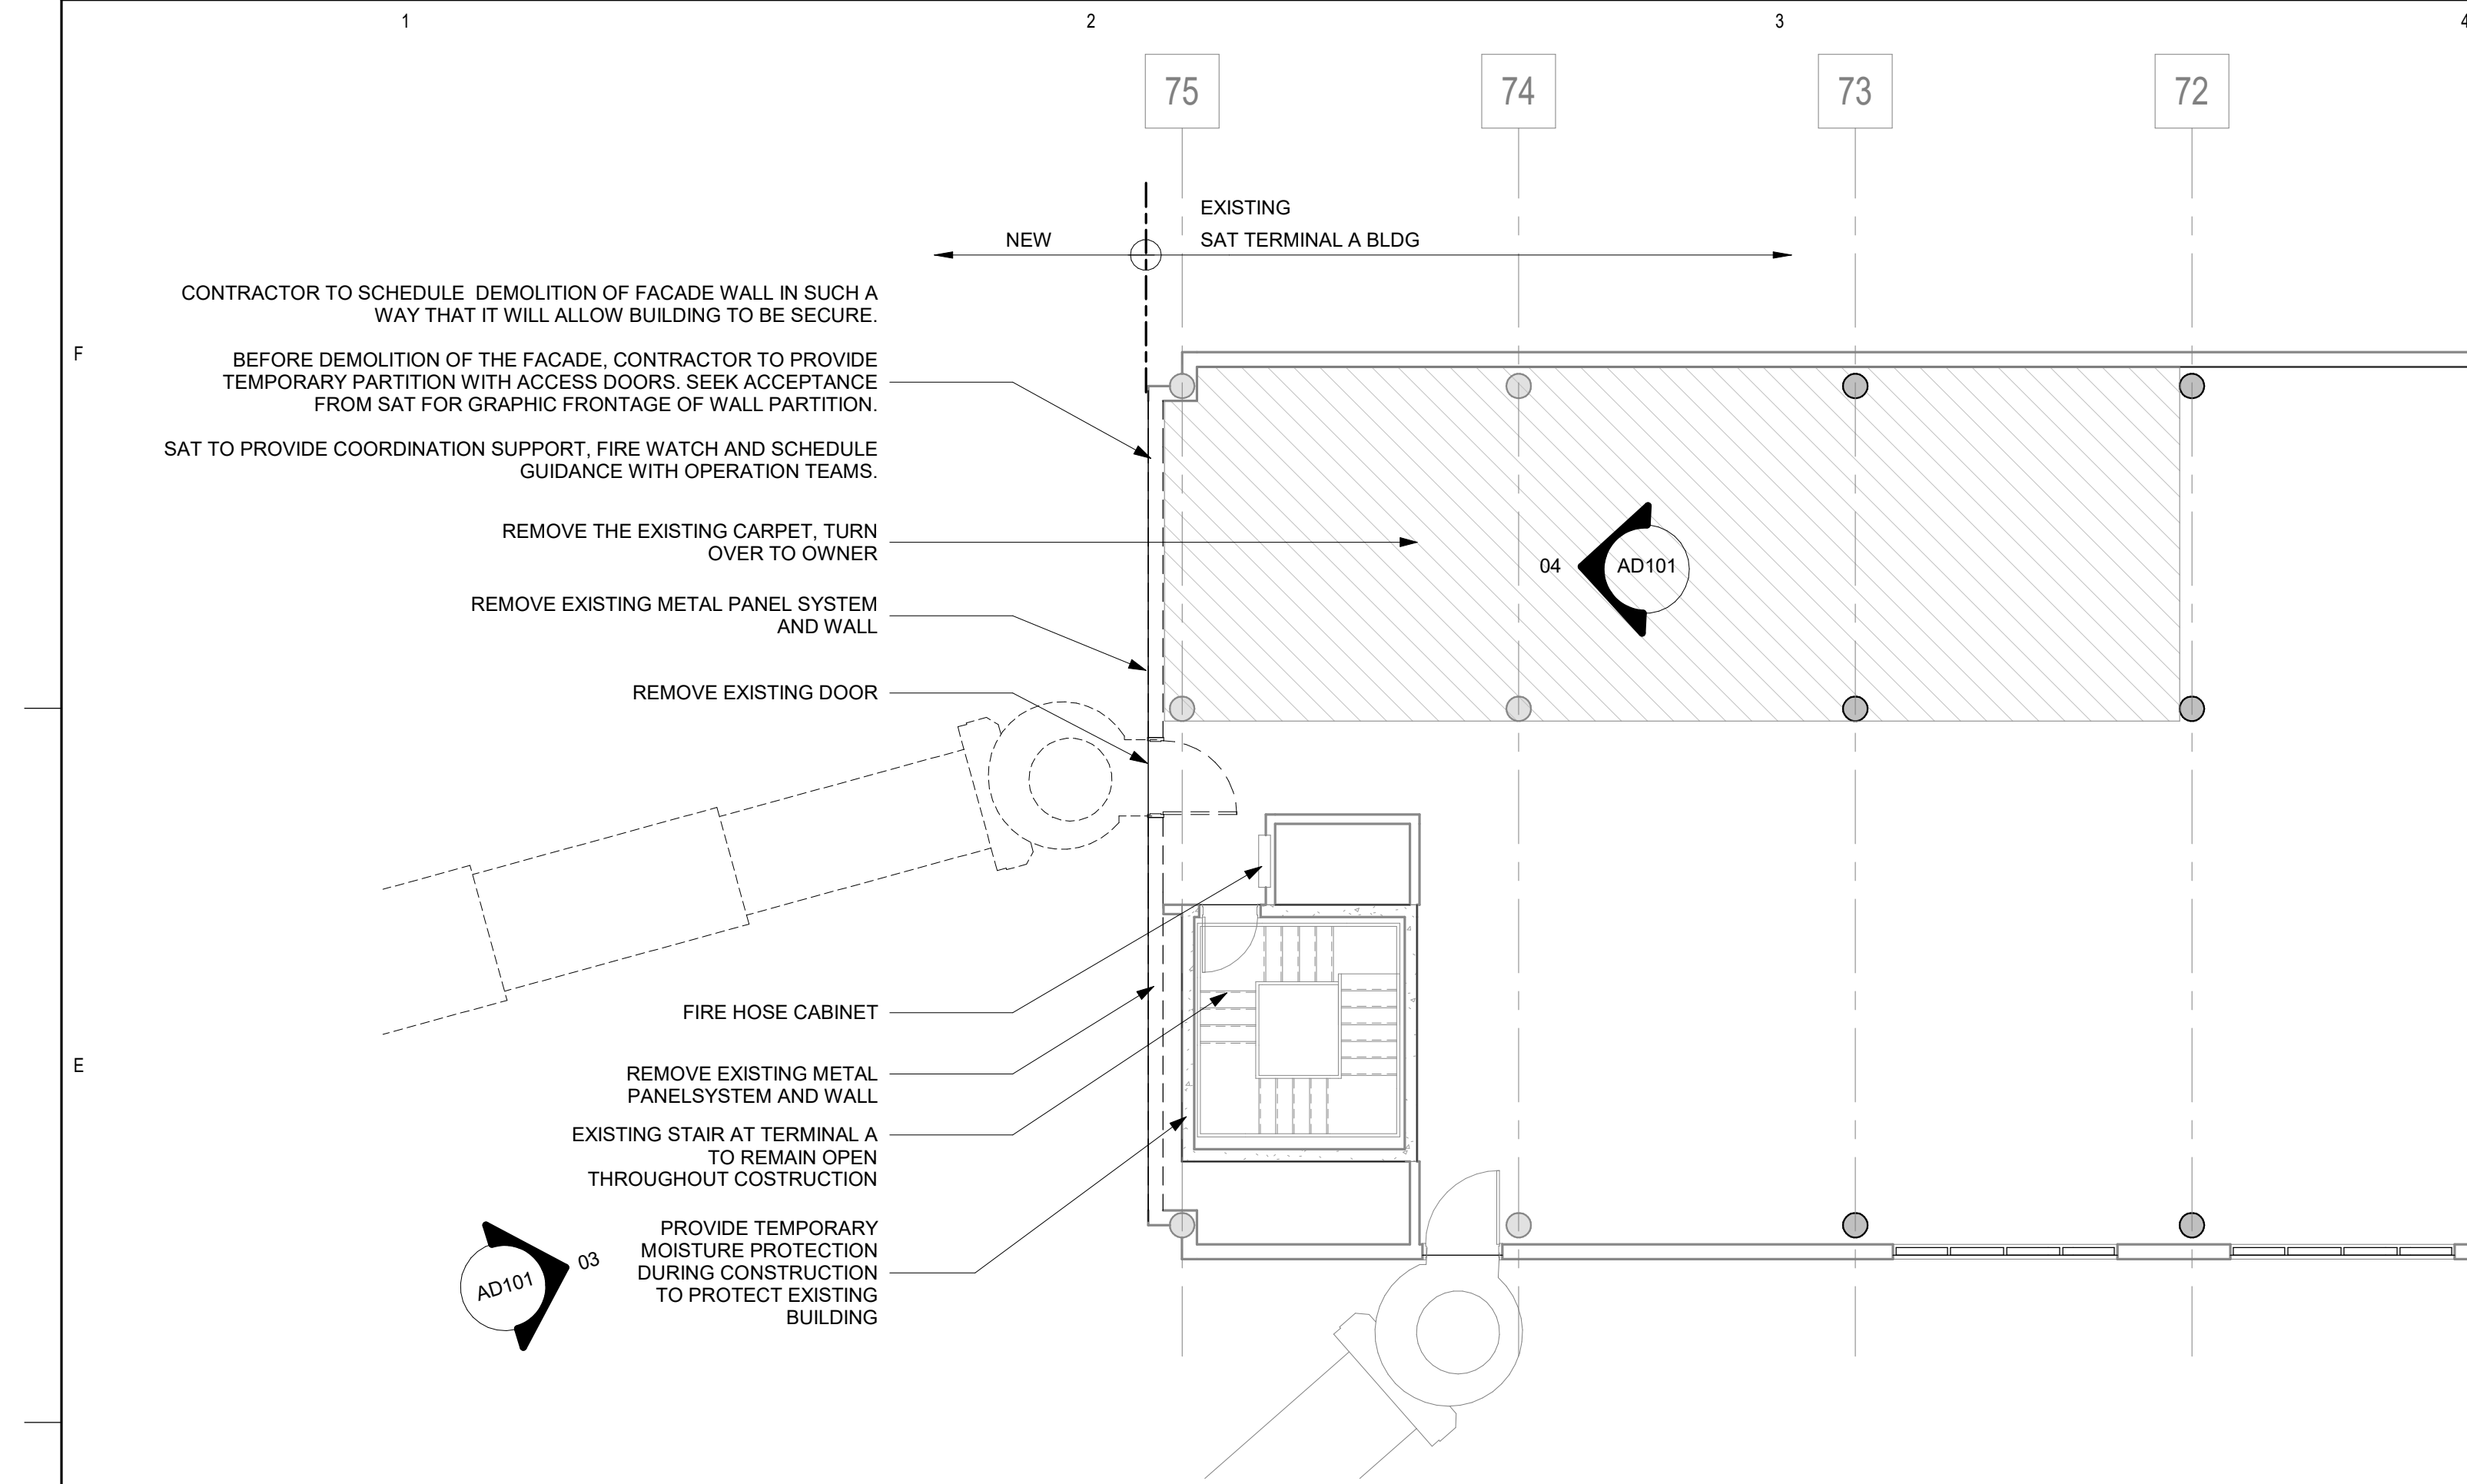 1
2
3
4
75
74
73
72
EXISTING
NEW
SAT TERMINAL A BLDG
CONTRACTOR TO SCHEDULE  DEMOLITION OF FACADE WALL IN SUCH A
WAY THAT IT WILL ALLOW BUILDING TO BE SECURE.
F
BEFORE DEMOLITION OF THE FACADE, CONTRACTOR TO PROVIDE
TEMPORARY PARTITION WITH ACCESS DOORS. SEEK ACCEPTANCE
FROM SAT FOR GRAPHIC FRONTAGE OF WALL PARTITION.
SAT TO PROVIDE COORDINATION SUPPORT, FIRE WATCH AND SCHEDULE
GUIDANCE WITH OPERATION TEAMS.
REMOVE THE EXISTING CARPET, TURN
OVER TO OWNER
04
AD101
REMOVE EXISTING METAL PANEL SYSTEM
AND WALL
REMOVE EXISTING DOOR
FIRE HOSE CABINET
E
REMOVE EXISTING METAL
PANELSYSTEM AND WALL
EXISTING STAIR AT TERMINAL A
TO REMAIN OPEN
THROUGHOUT COSTRUCTION
PROVIDE TEMPORARY
MOISTURE PROTECTION
DURING CONSTRUCTION
TO PROTECT EXISTING
BUILDING
03
AD101